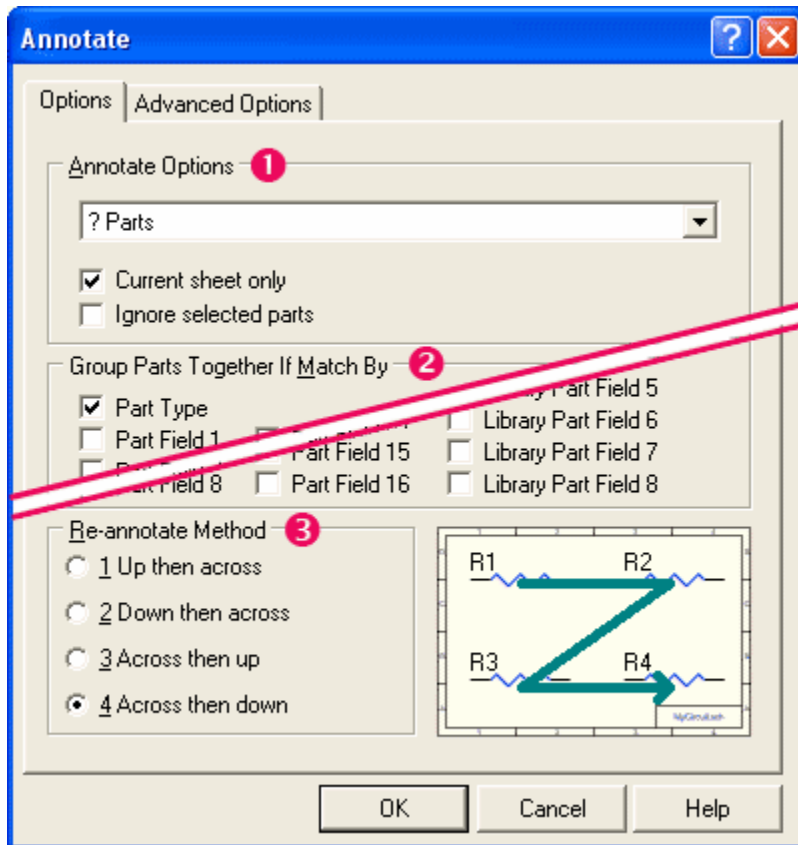 Annotate
Options Advanced Options
Annotate Options 1
? Parts
Current sheet only
Ignore selected parts
Group Parts Together If Match By 2
Library Part Field 5
Part Type
Library Part Field 6
Part Field 1
Part Field 15
Library Part Field 7
Part Field 8
Part Field 16
Library Part Field 8
Re-annotate Method 3
1 Up then across
2 Down then across
3 Across then up
4 Across then down
R1 R2
R3 R4
OK Cancel Help